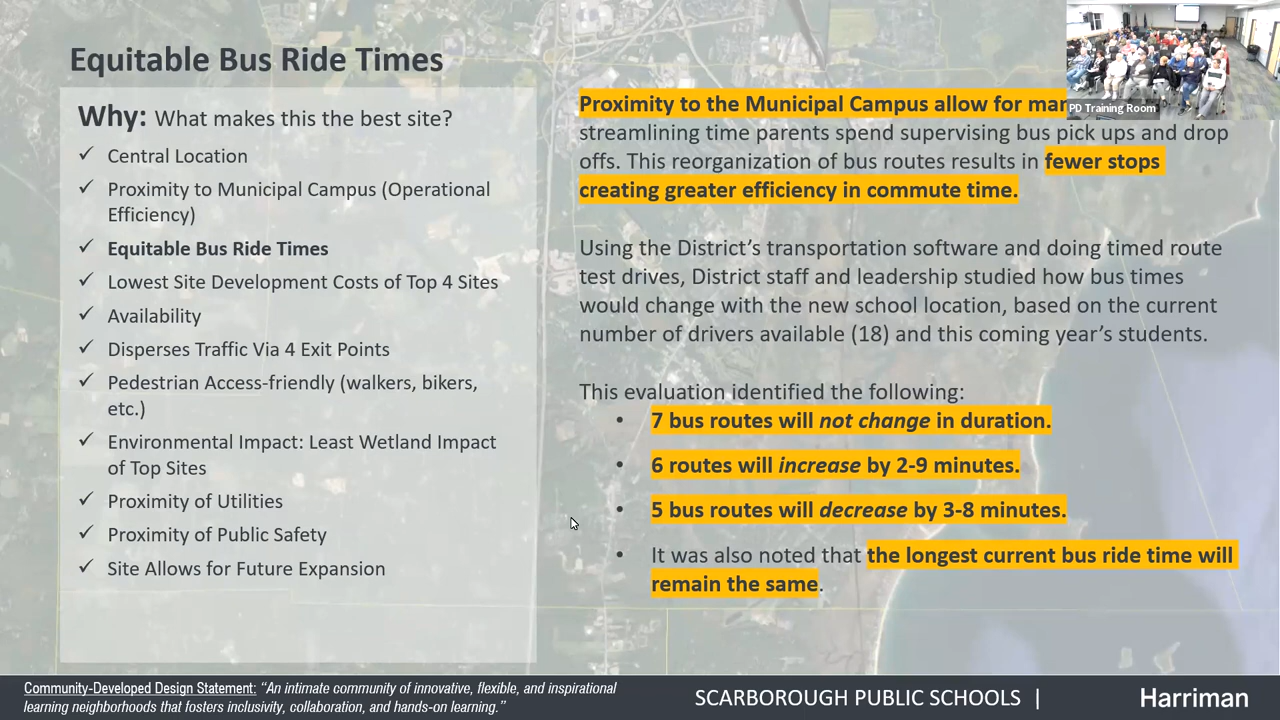 Equitable Bus Ride Times
Why: What makes this the best site?
✓ Central Location
✓ Proximity to Municipal Campus (Operational
Efficiency)
✓ Equitable Bus Ride Times
✓ Lowest Site Development Costs of Top 4 Sites
✓ Availability
✓ Disperses Traffic Via 4 Exit Points
✓ Pedestrian Access-friendly (walkers, bikers,
etc.)
✓ Environmental Impact: Least Wetland Impact
of Top Sites
✓ Proximity of Utilities
✓ Proximity of Public Safety
✓ Site Allows for Future Expansion
Proximity to the Municipal Campus allow for
streamlining time parents spend supervising bus pick ups and drop
offs. This reorganization of bus routes results in fewer stops
creating greater efficiency in commute time.
Using the District’s transportation software and doing timed route
test drives, District staff and leadership studied how bus times
would change with the new school location, based on the current
number of drivers available (18) and this coming year’s students.
This evaluation identified the following:
• 7 bus routes will not change in duration.
• 6 routes will increase by 2-9 minutes.
• 5 bus routes will decrease by 3-8 minutes.
• It was also noted that the longest current bus ride time will
remain the same.
PD Training Room
Community-Developed Design Statement: “An intimate community of innovative, flexible, and inspirational
learning neighborhoods that fosters inclusivity, collaboration, and hands-on learning.”
SCARBOROUGH PUBLIC SCHOOLS |
Harriman